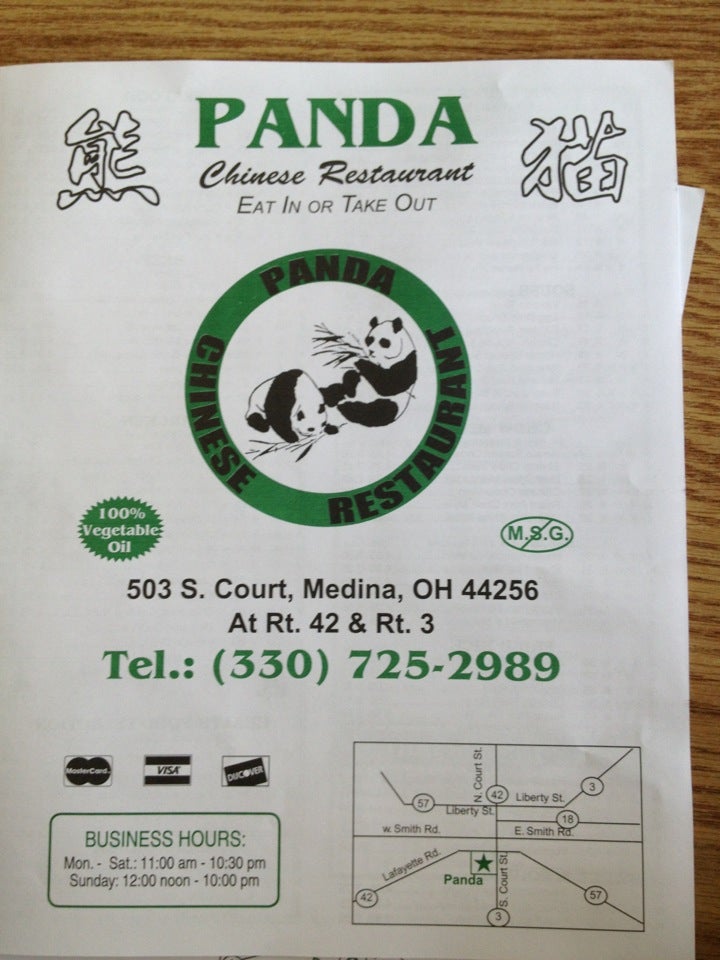 熊 PANDA 猫
Chinese Restaurant
EAT IN OR TAKE OUT
PANDA
CHINESE RESTAURANT
100%
Vegetable
Oil
M.S.G.
503 S. Court, Medina, OH 44256
At Rt. 42 & Rt. 3
Tel.: (330) 725-2989
MasterCard
VISA
DISCOVER
BUSINESS HOURS:
Mon. - Sat.: 11:00 am - 10:30 pm
Sunday: 12:00 noon - 10:00 pm
N. Court St.
3
42
Liberty St.
57
Liberty St.
18
w. Smith Rd.
E. Smith Rd.
Lafayette Rd.
Panda
S. Court St.
42
57
3